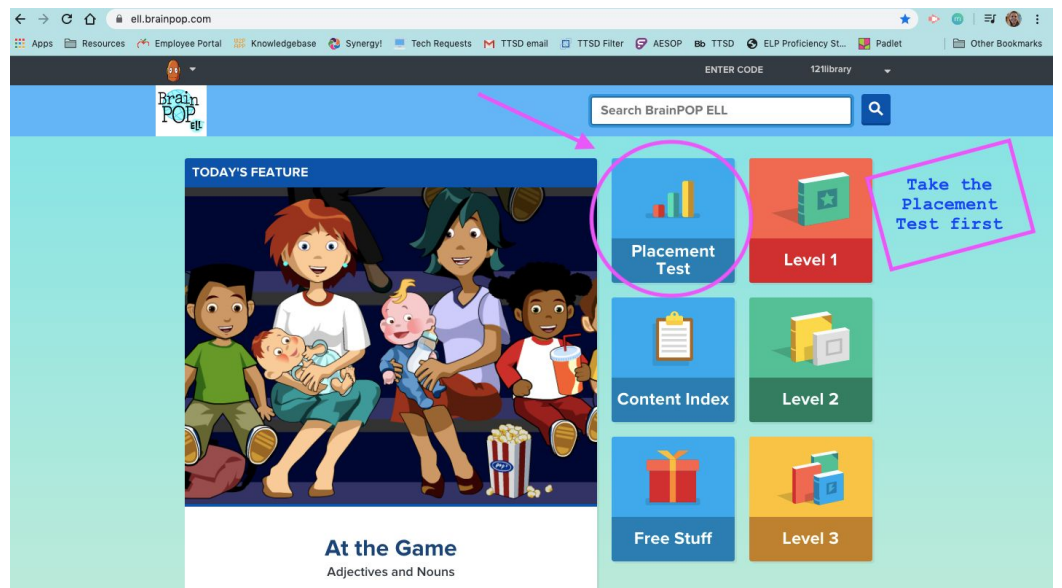 ell.brainpop.com
Apps Resources Employee Portal Knowledgebase Synergy! Tech Requests TTSD email TTSD Filter AESOP Bb TTSD ELP Proficiency St... Padlet Other Bookmarks
ENTER CODE 121library
Brain
POP
ELL
Search BrainPOP ELL
TODAY'S FEATURE
Placement
Test
Level 1
Take the
Placement
Test first
Content Index
Level 2
Free Stuff
Level 3
At the Game
Adjectives and Nouns